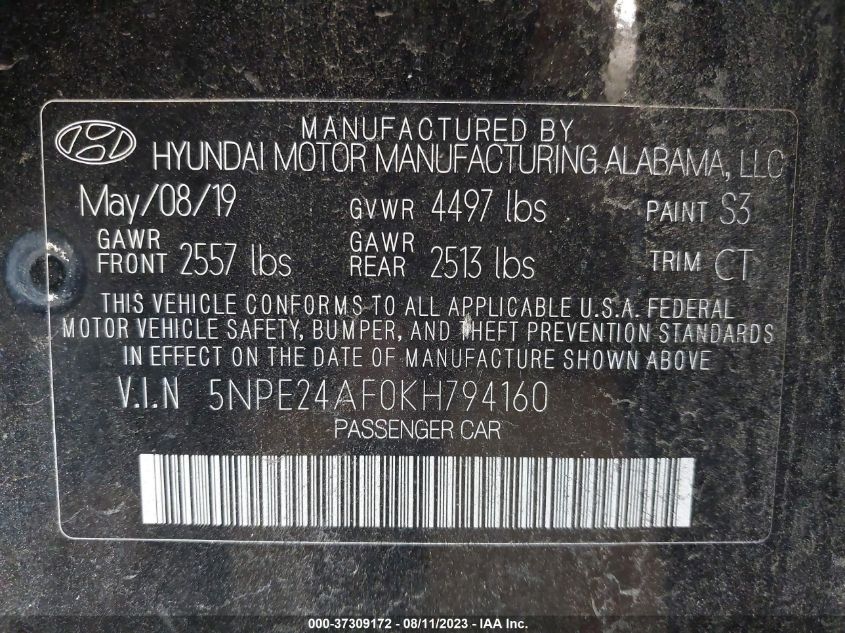 MANUFACTURED BY
HYUNDAI MOTOR MANUFACTURING ALABAMA, LLC
May/08/19 GVWR 4497 lbs PAINT S3
GAWR FRONT 2557 lbs GAWR REAR 2513 lbs TRIM CT
THIS VEHICLE CONFORMS TO ALL APPLICABLE U.S.A. FEDERAL
MOTOR VEHICLE SAFETY, BUMPER, AND THEFT PREVENTION STANDARDS
IN EFFECT ON THE DATE OF MANUFACTURE SHOWN ABOVE
V.I.N 5NPE24AF0KH794160
PASSENGER CAR
000-37309172 - 08/11/2023 - IAA Inc.